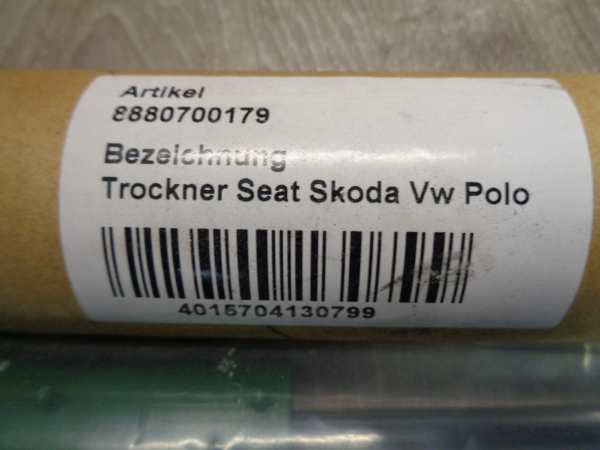 Artikel
8880700179
Bezeichnung
Trockner Seat Skoda Vw Polo
4015704130799